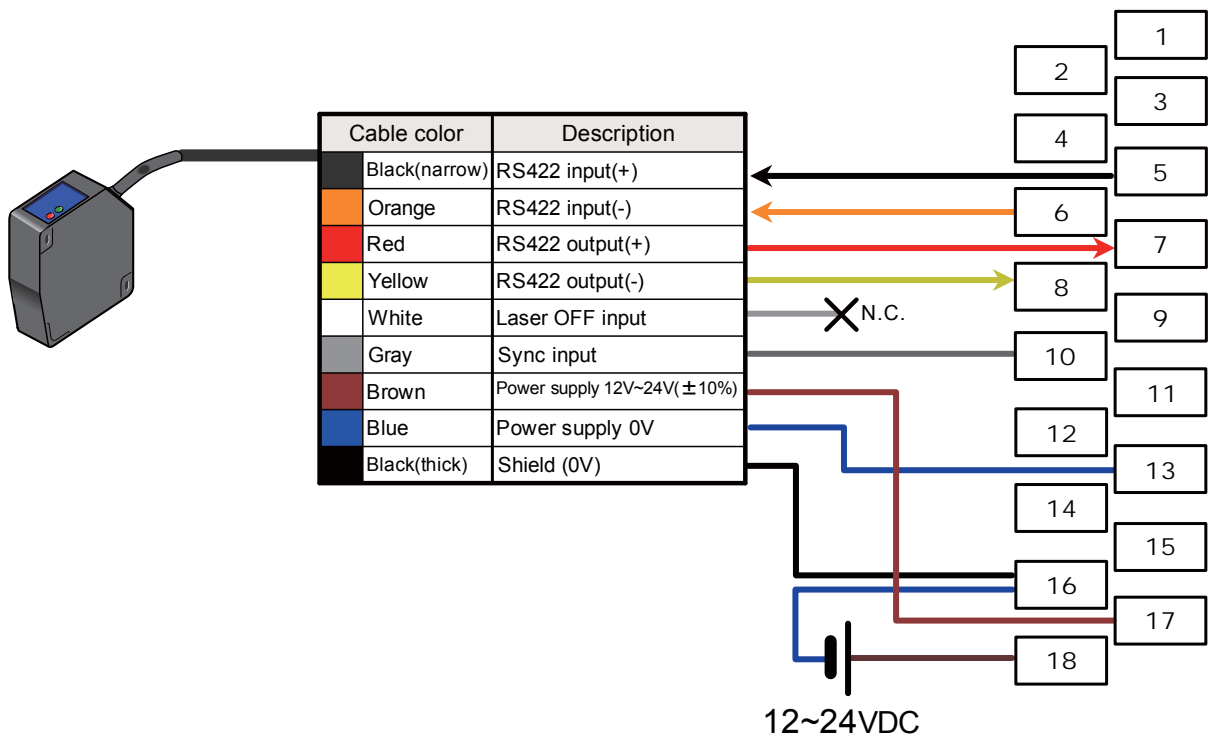 Cable color Description
Black(narrow) RS422 input(+)
Orange RS422 input(-)
Red RS422 output(+)
Yellow RS422 output(-)
White Laser OFF input
Gray Sync input
Brown Power supply 12V~24V(±10%)
Blue Power supply 0V
Black(thick) Shield (0V)
N.C.
12~24VDC
1
2
3
4
5
6
7
8
9
10
11
12
13
14
15
16
17
18